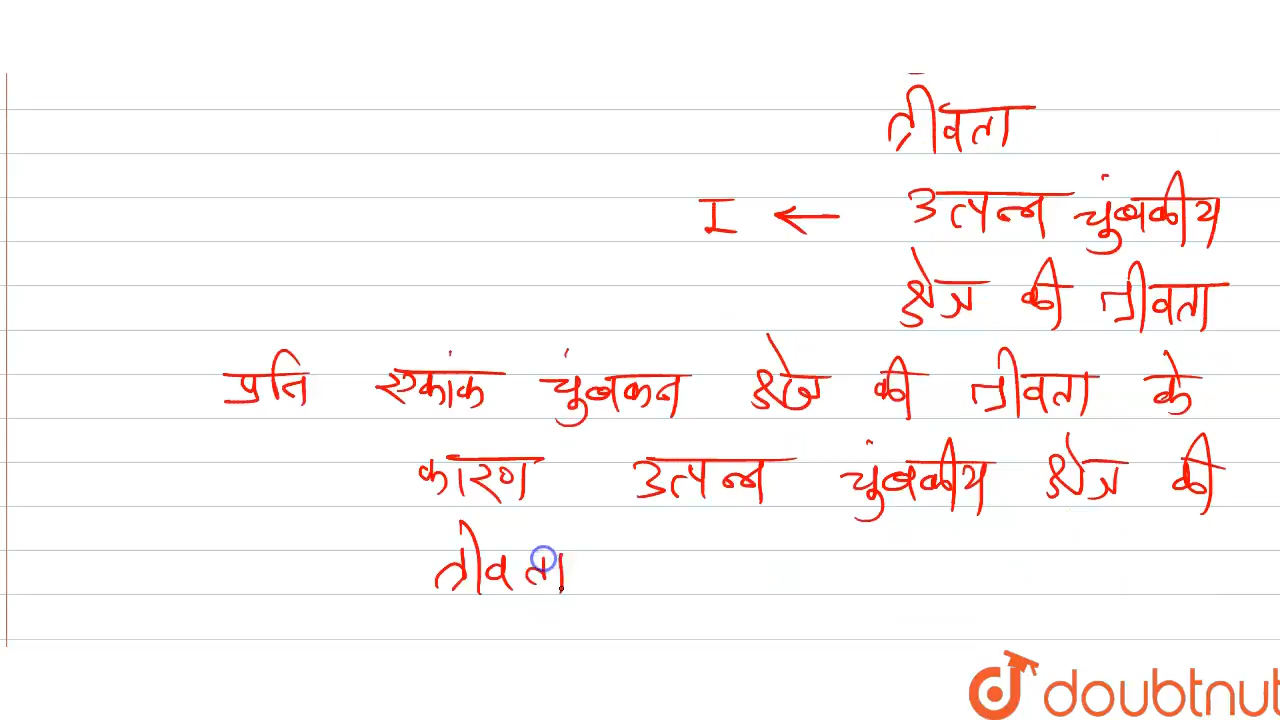 तीव्रता
I ← उत्पन्न चुंबकीय
क्षेत्र की तीव्रता
प्रति एकांक चुंबकन क्षेत्र की तीव्रता के
कारण उत्पन्न चुंबकीय क्षेत्र की
तीव्रता
doubtnut